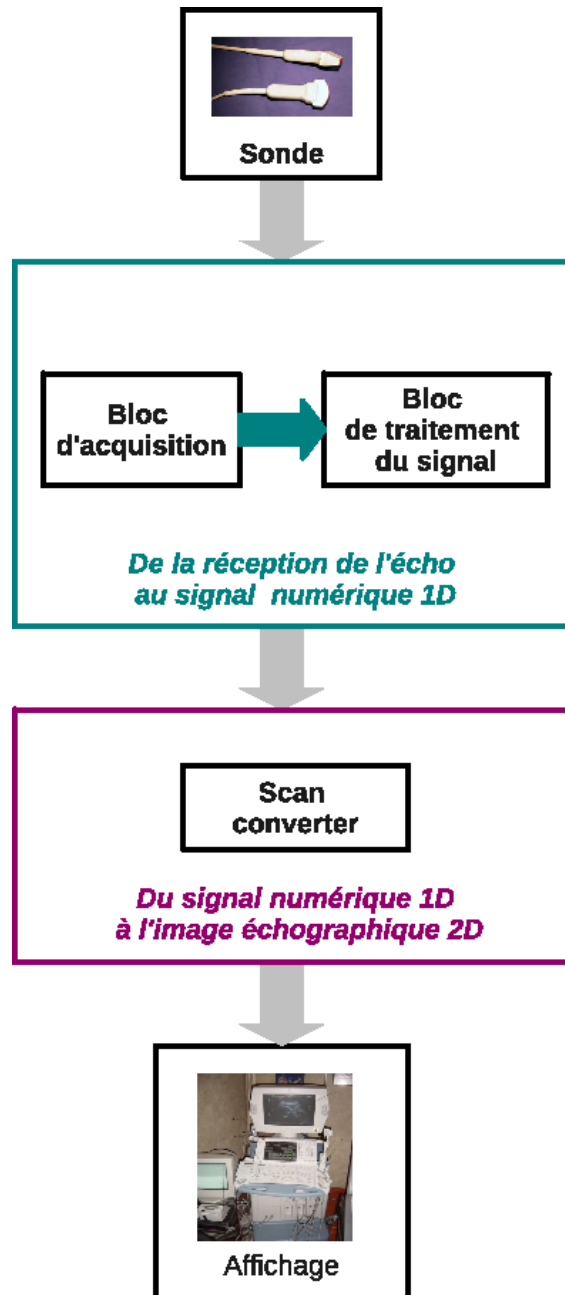 Sonde
Bloc
d'acquisition
Bloc
de traitement
du signal
De la réception de l'écho
au signal numérique 1D
Scan
converter
Du signal numérique 1D
à l'image échographique 2D
Affichage